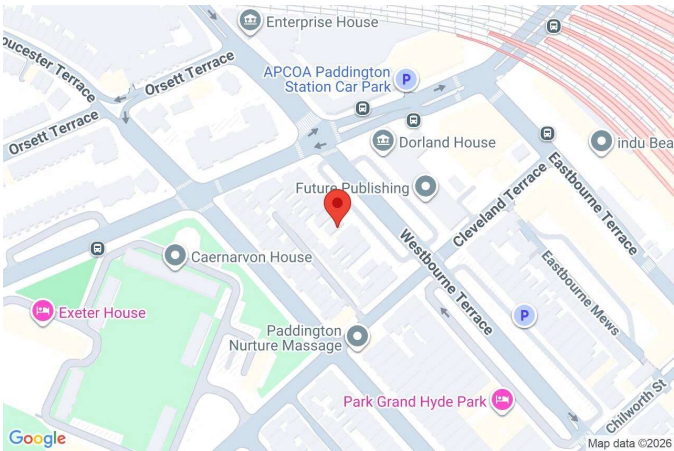 Enterprise House
oucester Terrace
Orsett Terrace
APCOA Paddington
Station Car Park
P
Orsett Terrace
Dorland House
indu Bea
Future Publishing
Cleveland Terrace
Eastbourne Terrace
Westbourne Terrace
Caernarvon House
Eastbourne Mews
Exeter House
P
Paddington
Nurture Massage
Park Grand Hyde Park
Chilworth St
Google
Map data ©2026